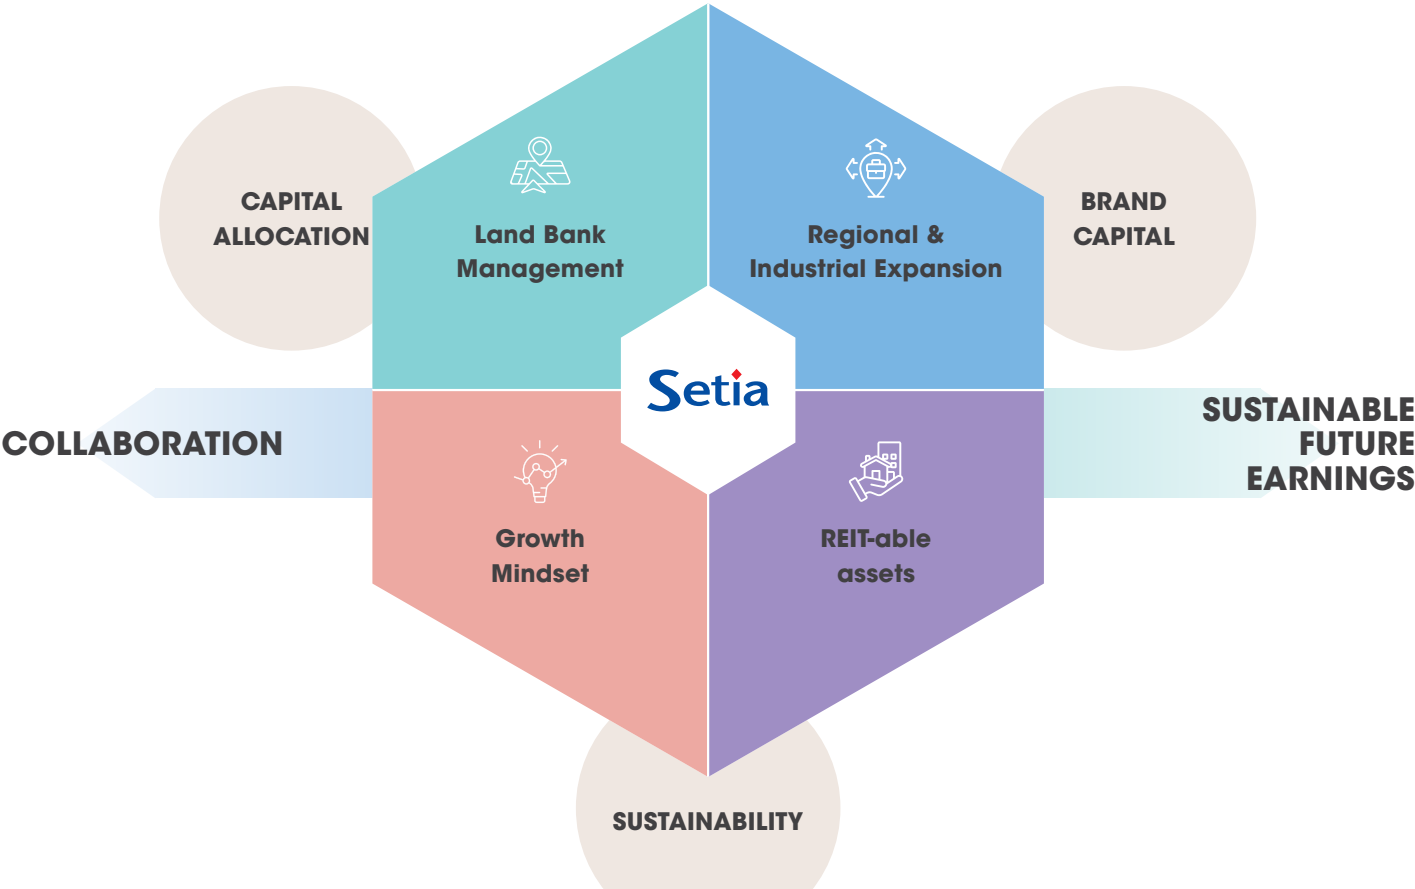 CAPITAL
ALLOCATION
Land Bank
Management
Regional &
Industrial Expansion
BRAND
CAPITAL
Setia
COLLABORATION
SUSTAINABLE
FUTURE
EARNINGS
Growth
Mindset
REIT-able
assets
SUSTAINABILITY